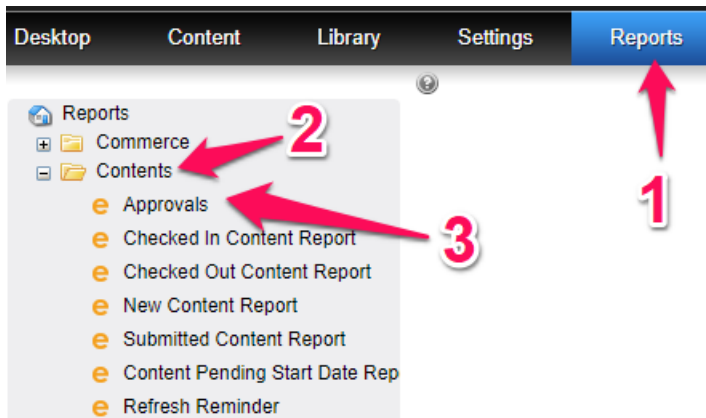 Desktop Content Library Settings Reports
?
Reports
Commerce
2
Contents
1
Approvals
3
Checked In Content Report
Checked Out Content Report
New Content Report
Submitted Content Report
Content Pending Start Date Rep
Refresh Reminder